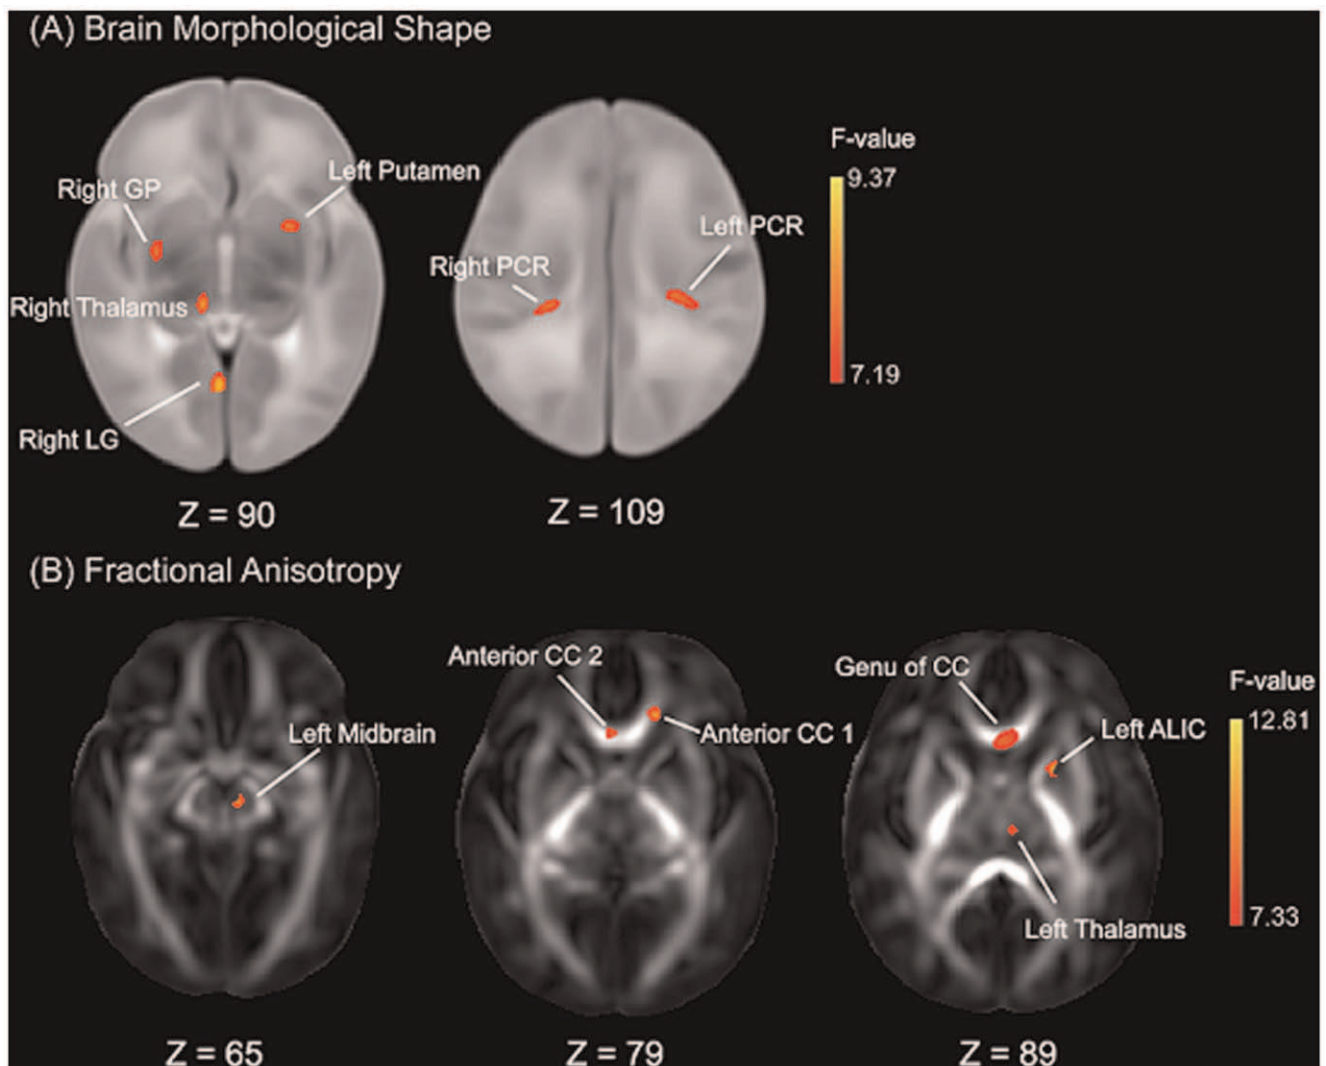 (A) Brain Morphological Shape
F-value
9.37
Left Putamen
Right GP
Left PCR
Right PCR
Right Thalamus
7.19
Right LG
Z = 90
Z = 109
(B) Fractional Anisotropy
Anterior CC 2
Genu of CC
F-value
12.81
Left Midbrain
Anterior CC 1
Left ALIC
7.33
Left Thalamus
Z = 65
Z = 79
Z = 89